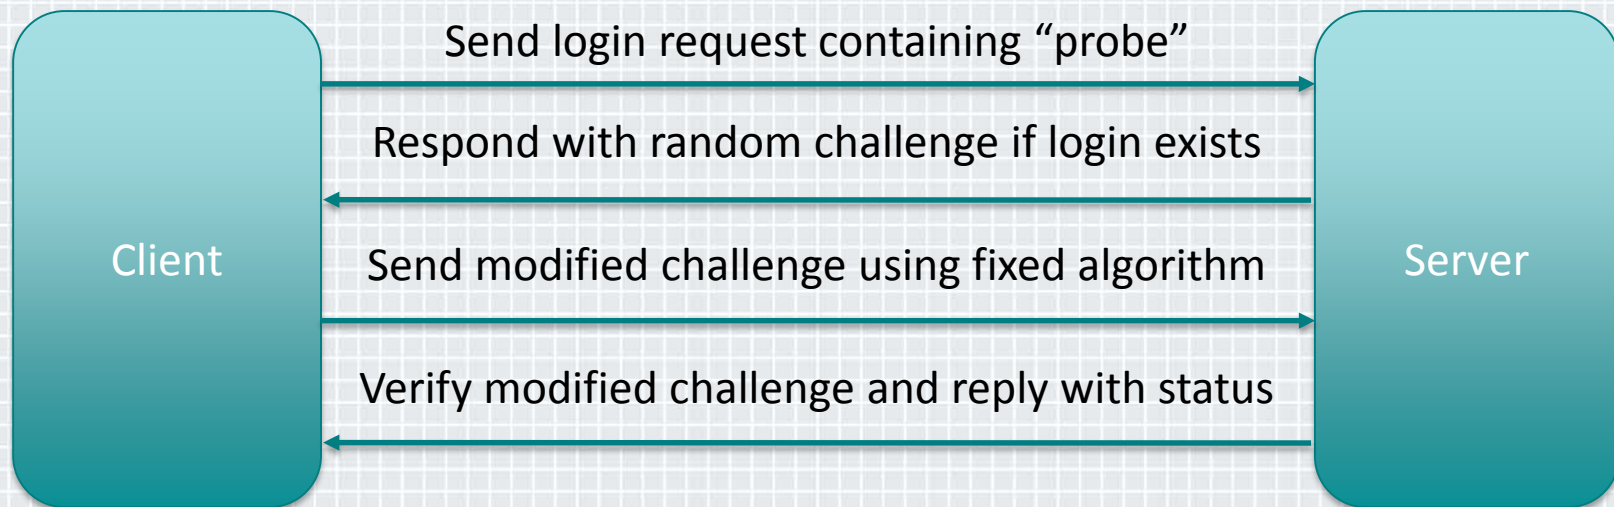 Send login request containing “probe”
Respond with random challenge if login exists
Client
Send modified challenge using fixed algorithm
Server
Verify modified challenge and reply with status